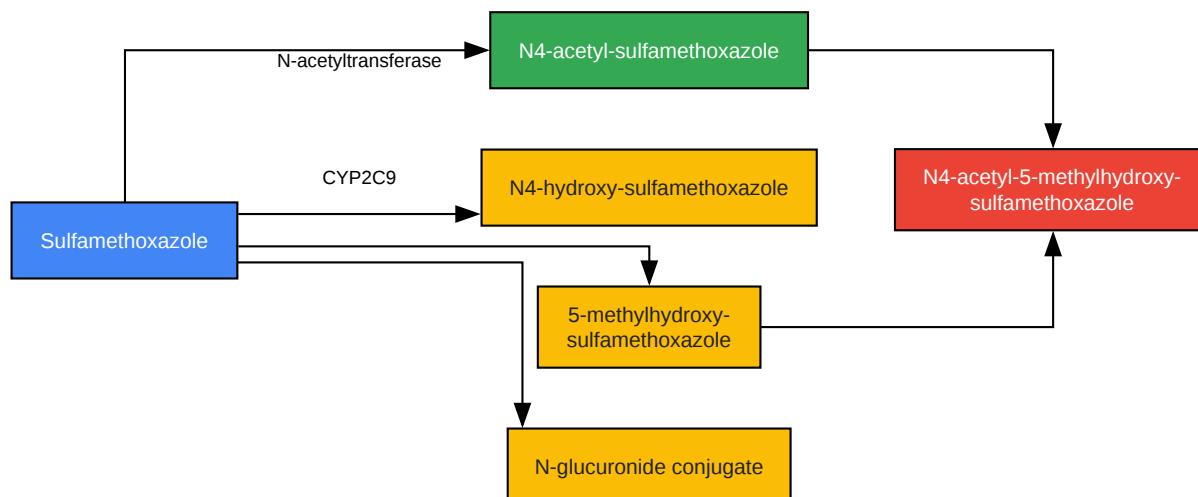 N4-acetyl-sulfamethoxazole
N-acetyltransferase
N4-acetyl-5-methylhydroxy-
sulfamethoxazole
CYP2C9
N4-hydroxy-sulfamethoxazole
Sulfamethoxazole
5-methylhydroxy-
sulfamethoxazole
N-glucuronide conjugate